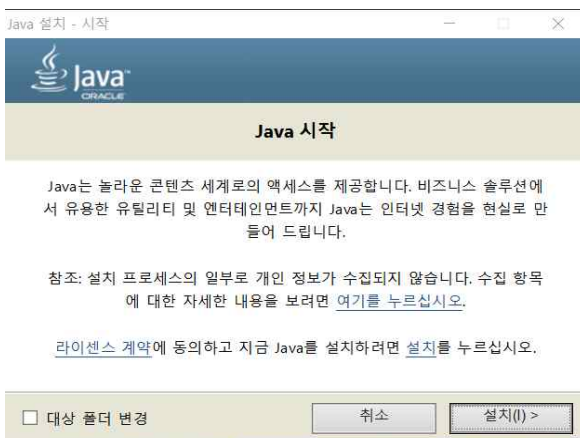 Java 설치 - 시작
Java
ORACLE
Java 시작
Java는 놀라운 콘텐츠 세계로의 액세스를 제공합니다. 비즈니스 솔루션에
서 유용한 유틸리티 및 엔터테인먼트까지 Java는 인터넷 경험을 현실로 만
들어 드립니다.
참조: 설치 프로세스의 일부로 개인 정보가 수집되지 않습니다. 수집 항목
에 대한 자세한 내용을 보려면 여기를 누르십시오.
라이센스 계약에 동의하고 지금 Java를 설치하려면 설치를 누르십시오.
대상 폴더 변경
취소
설치(I) >